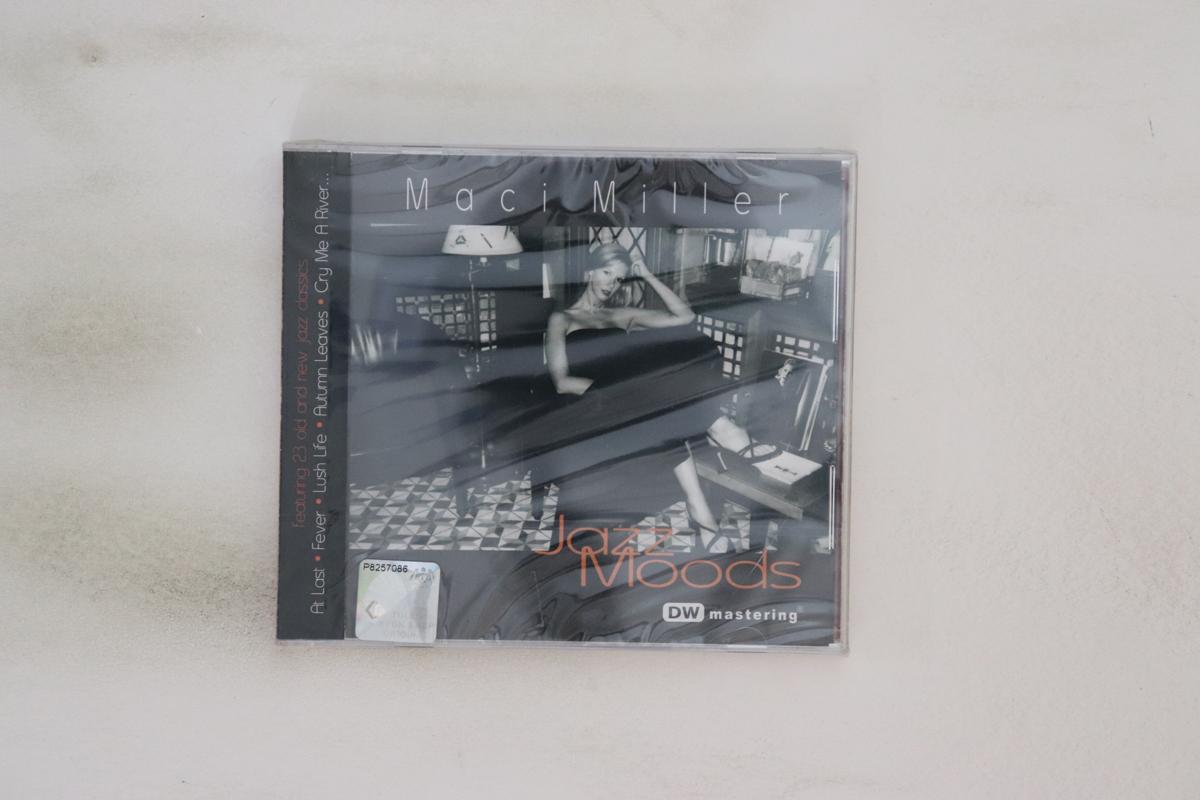 Maci Miller
Featuring 23 old and new jazz classics
At Last • Fever • Lush Life • Autumn Leaves • Cry Me A River...
Jazz
Moods
P8257086
DW mastering